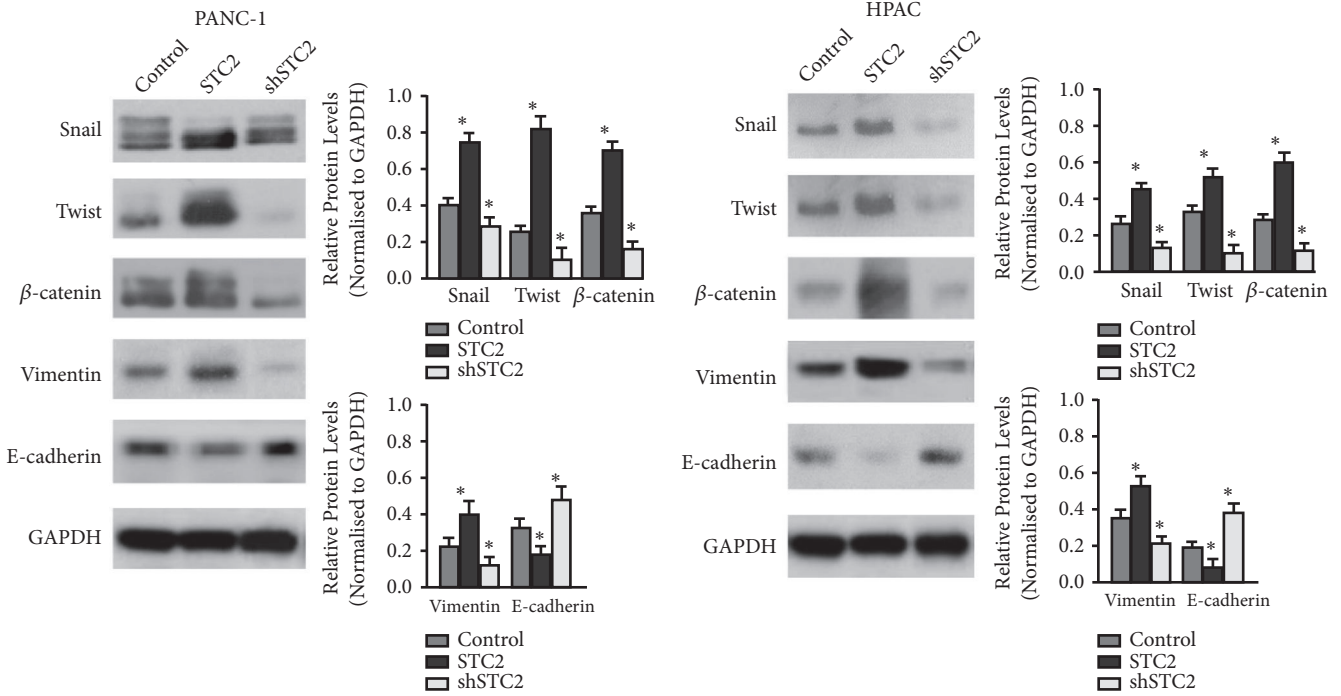 PANC-1
Control
STC2
shSTC2
Snail
Twist
β-catenin
Vimentin
E-cadherin
GAPDH
Relative Protein Levels
(Normalised to GAPDH)
1.0
0.8
0.6
0.4
0.2
0.0
* * * * * *
Snail Twist β-catenin
Control
STC2
shSTC2
Relative Protein Levels
(Normalised to GAPDH)
1.0
0.8
0.6
0.4
0.2
0.0
* * * *
Vimentin E-cadherin
Control
STC2
shSTC2
HPAC
Control
STC2
shSTC2
Snail
Twist
β-catenin
Vimentin
E-cadherin
GAPDH
Relative Protein Levels
(Normalised to GAPDH)
1.0
0.8
0.6
0.4
0.2
0.0
* * * * * *
Snail Twist β-catenin
Control
STC2
shSTC2
Relative Protein Levels
(Normalised to GAPDH)
1.0
0.8
0.6
0.4
0.2
0.0
* * * *
Vimentin E-cadherin
Control
STC2
shSTC2